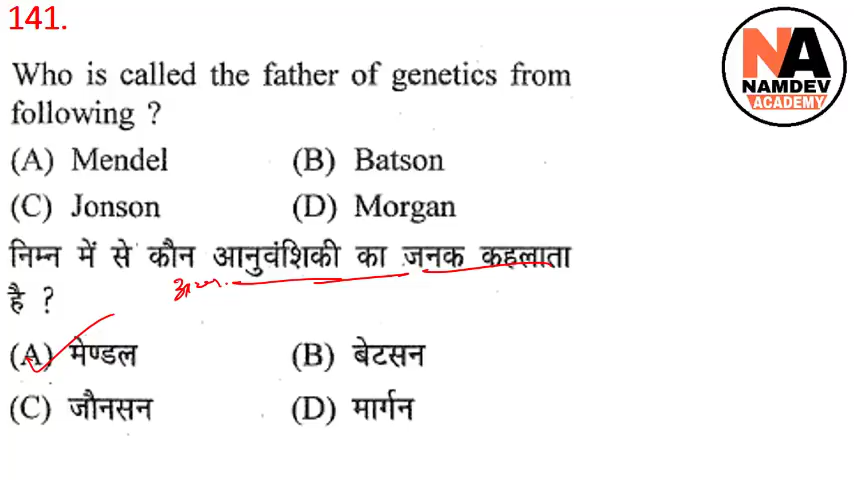 141.
NA
NAMDEV
ACADEMY
Who is called the father of genetics from
following ?
(A) Mendel (B) Batson
(C) Jonson (D) Morgan
निम्न में से कौन आनुवंशिकी का जनक कहलाता
है ?
(A) मेण्डल (B) बेटसन
(C) जौनसन (D) मार्गन